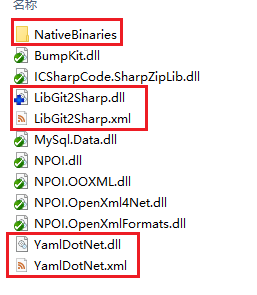 名称
NativeBinaries
BumpKit.dll
ICSharpCode.SharpZipLib.dll
LibGit2Sharp.dll
LibGit2Sharp.xml
MySql.Data.dll
NPOI.dll
NPOI.OOXML.dll
NPOI.OpenXml4Net.dll
NPOI.OpenXmlFormats.dll
YamlDotNet.dll
YamlDotNet.xml